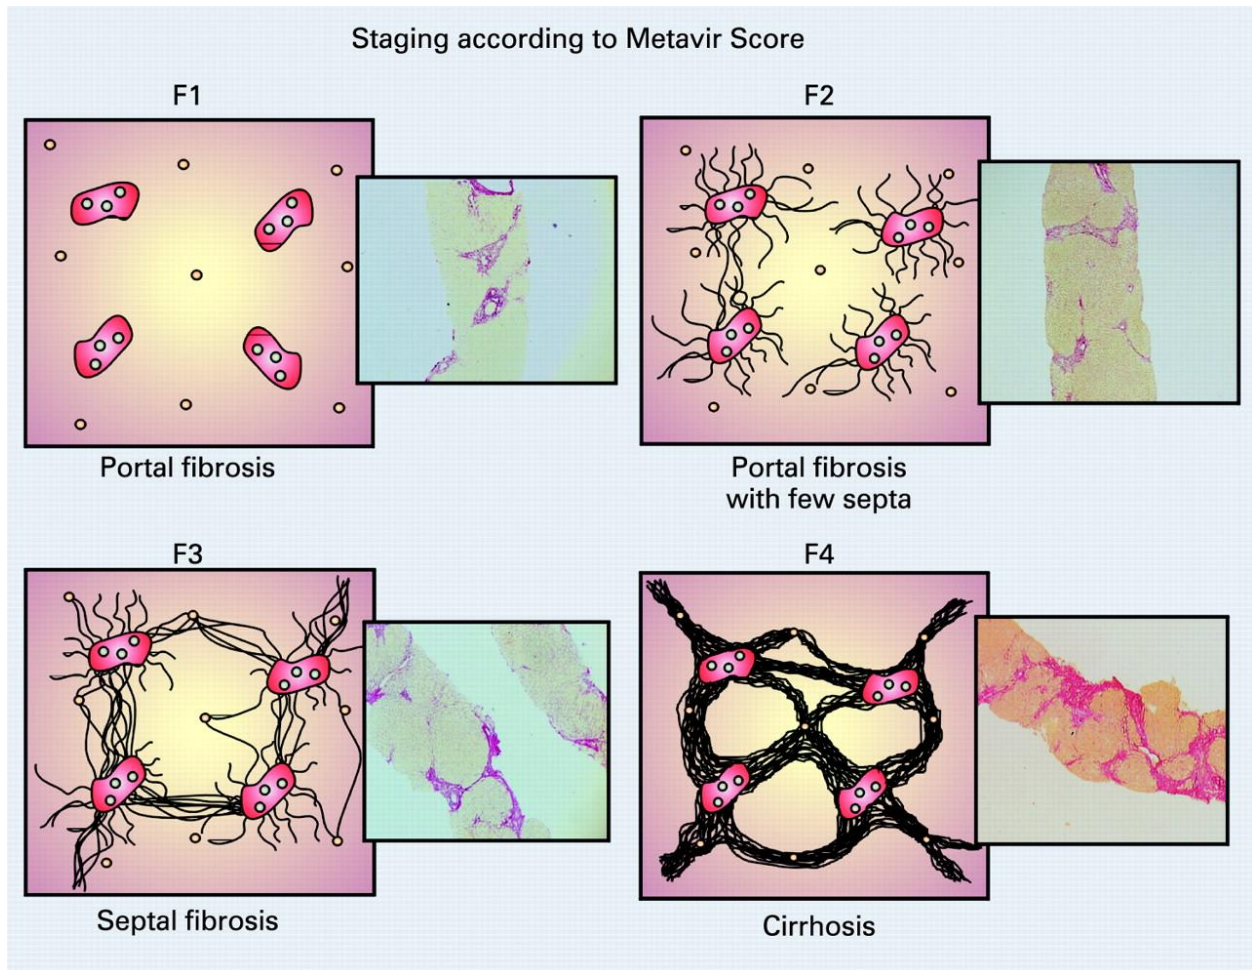 Staging according to Metavir Score
F1
F2
Portal fibrosis
Portal fibrosis
with few septa
F3
F4
Septal fibrosis
Cirrhosis